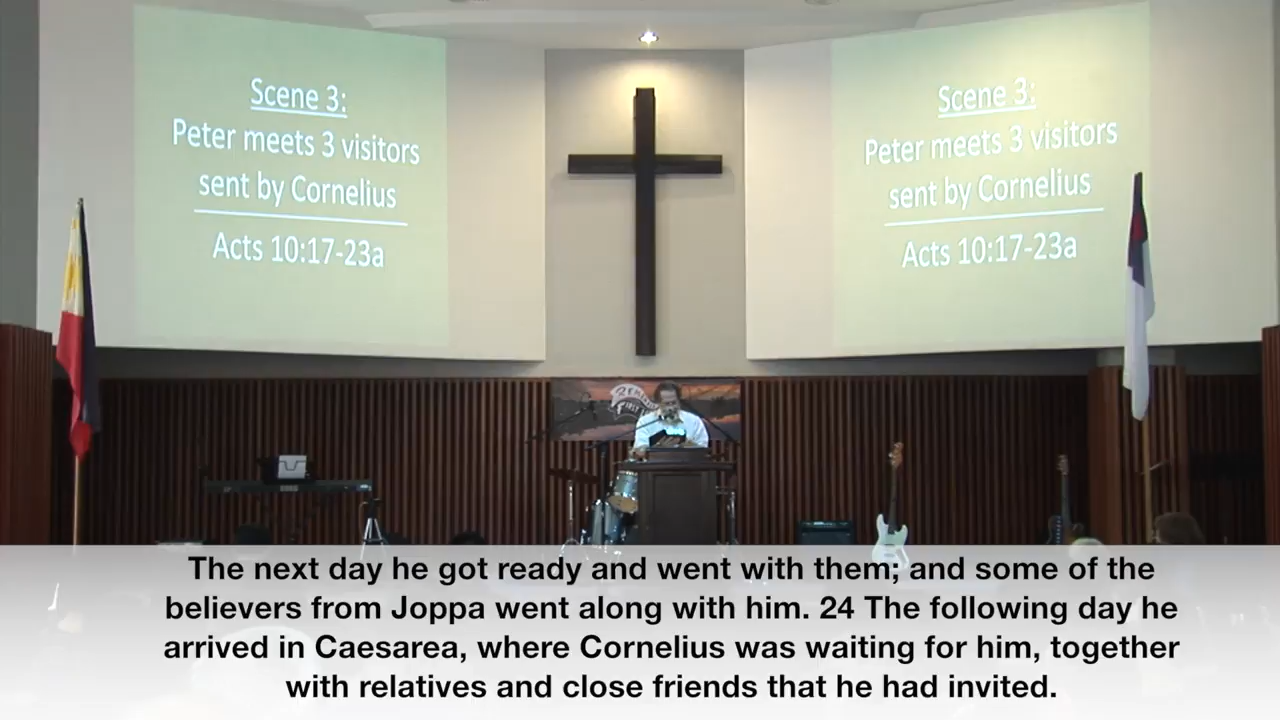 Scene 3:
Peter meets 3 visitors
sent by Cornelius
Acts 10:17-23a
Scene 3:
Peter meets 3 visitors
sent by Cornelius
Acts 10:17-23a
The next day he got ready and went with them; and some of the
believers from Joppa went along with him. 24 The following day he
arrived in Caesarea, where Cornelius was waiting for him, together
with relatives and close friends that he had invited.